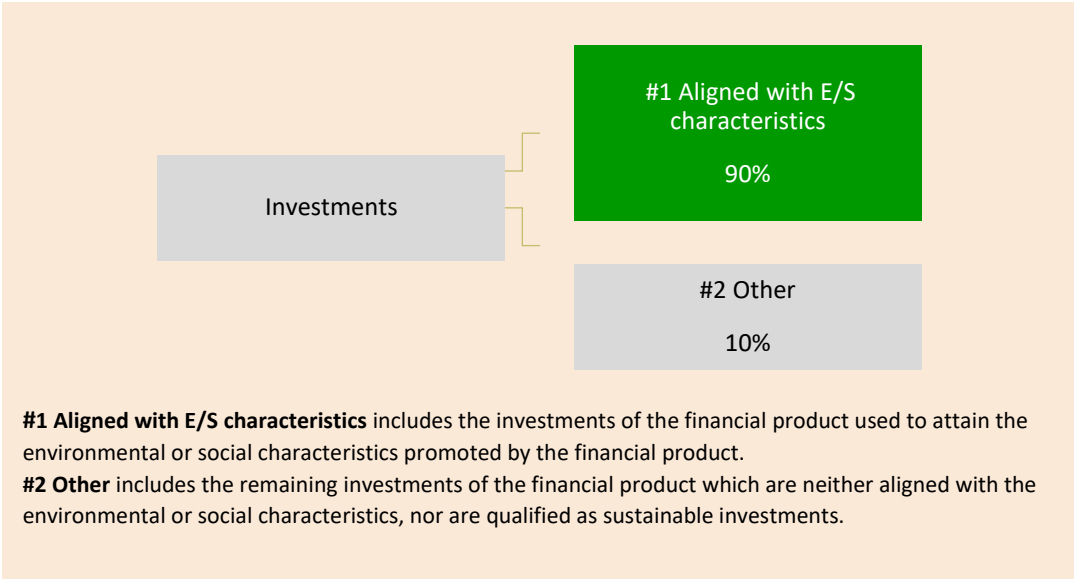 #1 Aligned with E/S
characteristics
90%
Investments
#2 Other
10%
#1 Aligned with E/S characteristics includes the investments of the financial product used to attain the
environmental or social characteristics promoted by the financial product.
#2 Other includes the remaining investments of the financial product which are neither aligned with the
environmental or social characteristics, nor are qualified as sustainable investments.